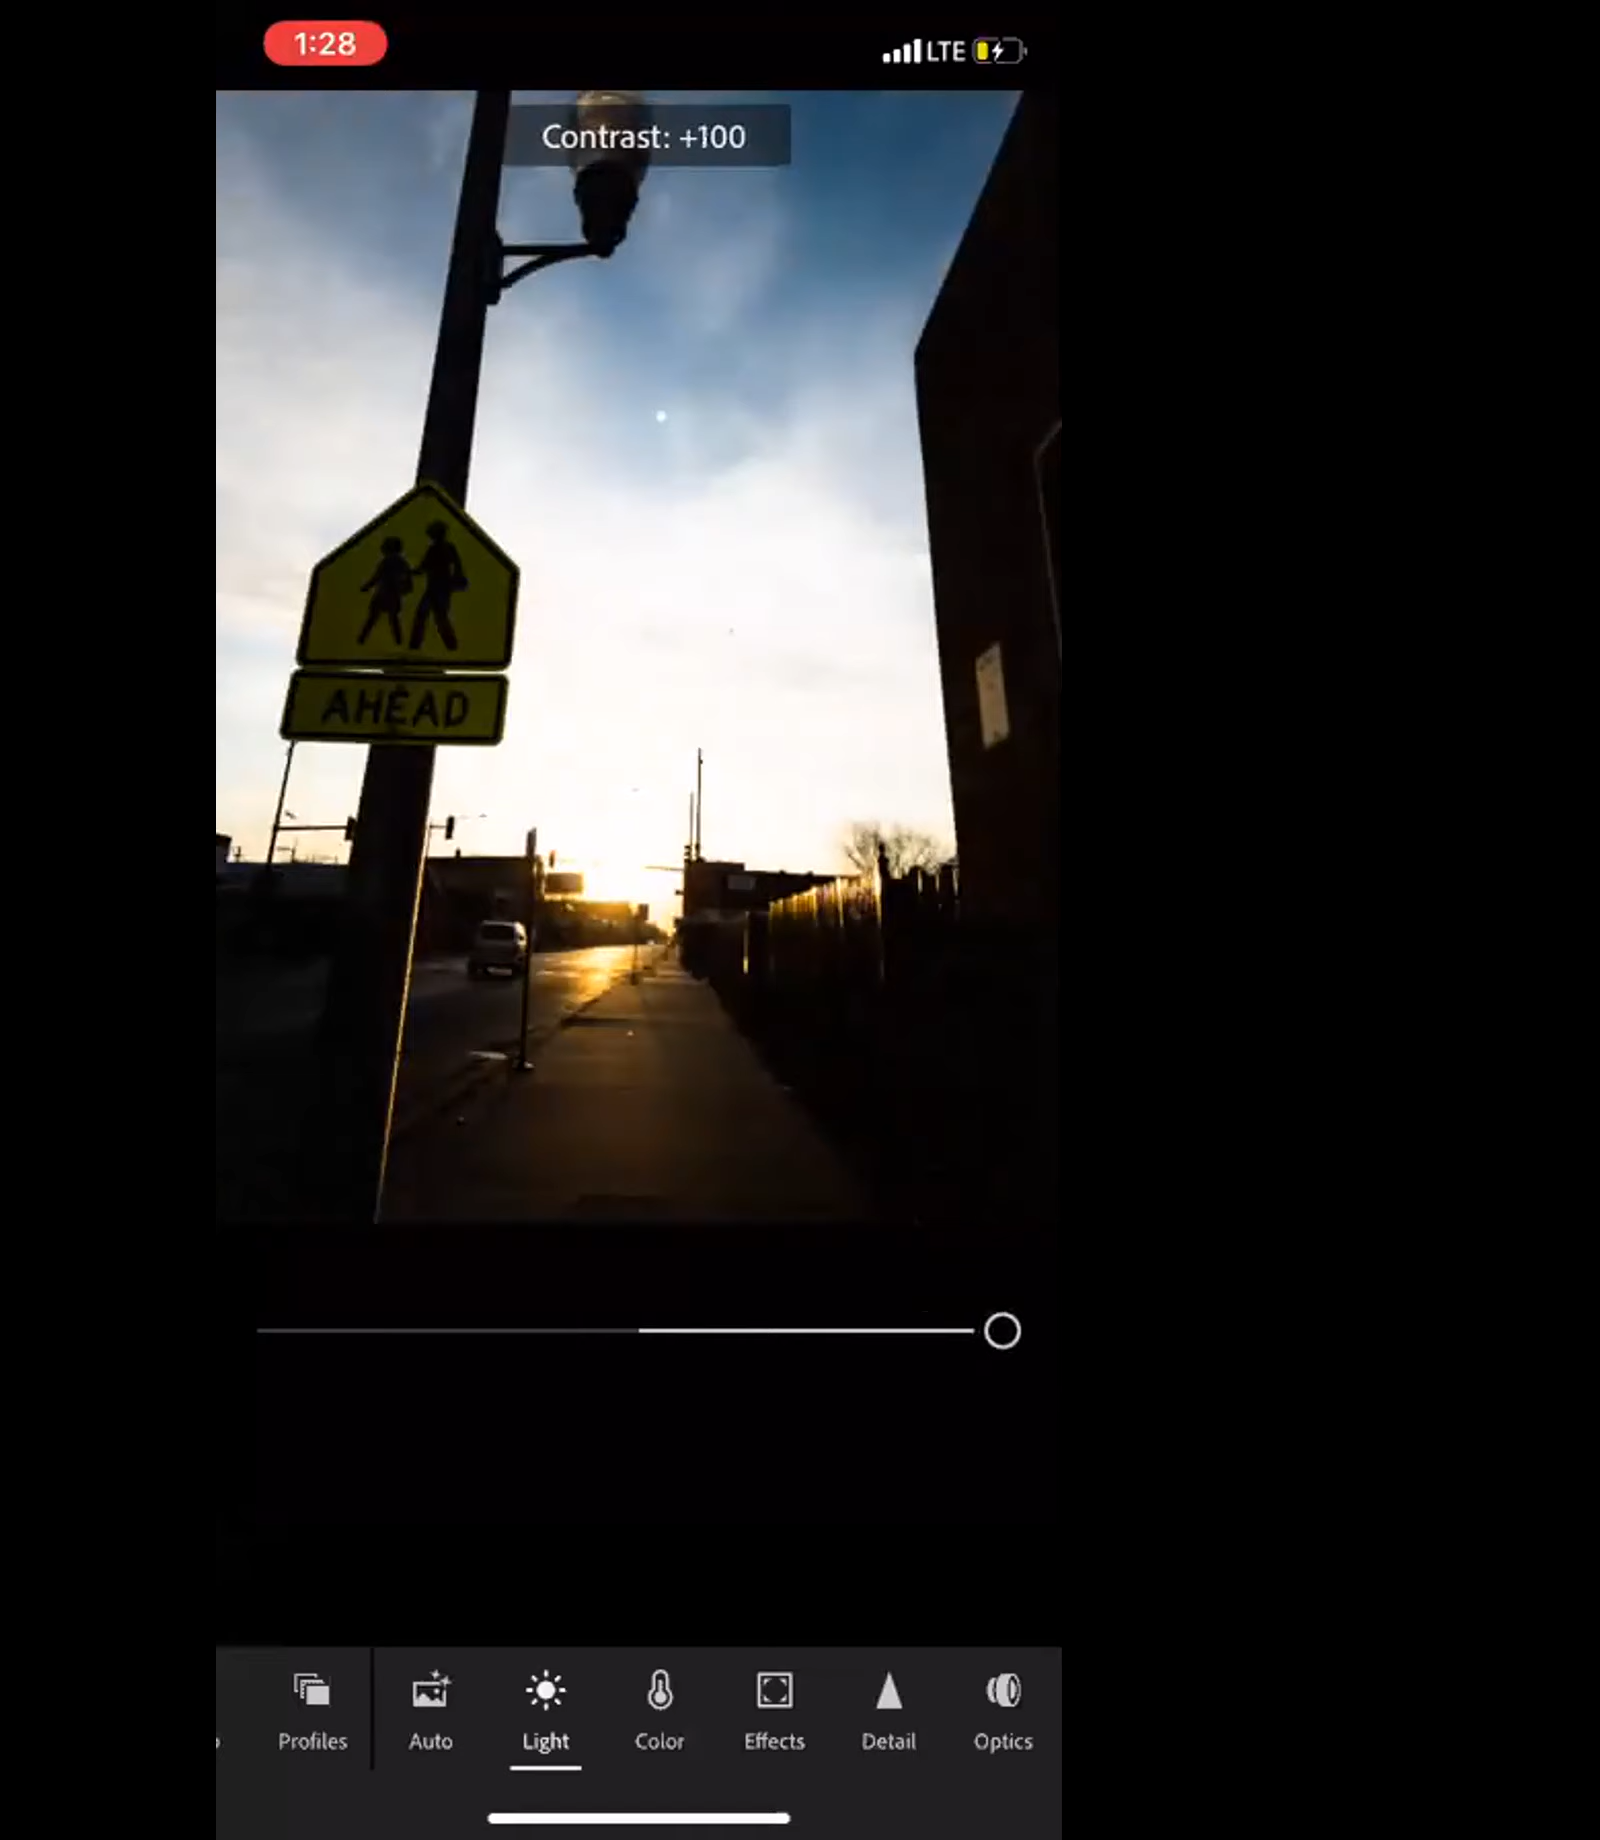 1:28
LTE
Contrast: +100
AHEAD
Profiles
Auto
Light
Color
Effects
Detail
Optics